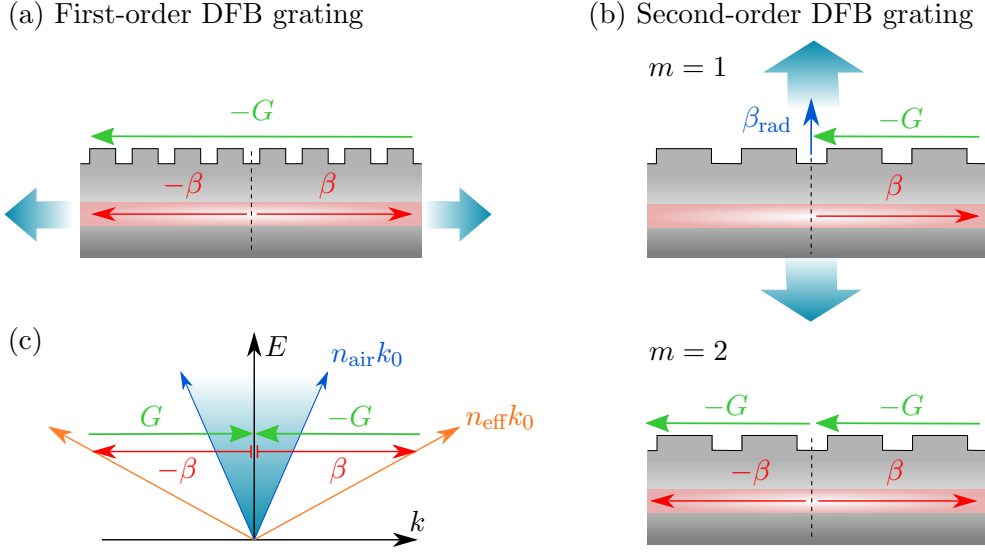 (a) First-order DFB grating
−G
−β
β
(b) Second-order DFB grating
m = 1
β_rad
−G
β
m = 2
−G
−G
−β
β
(c)
E
n_air k_0
G
−G
n_eff k_0
−β
β
k